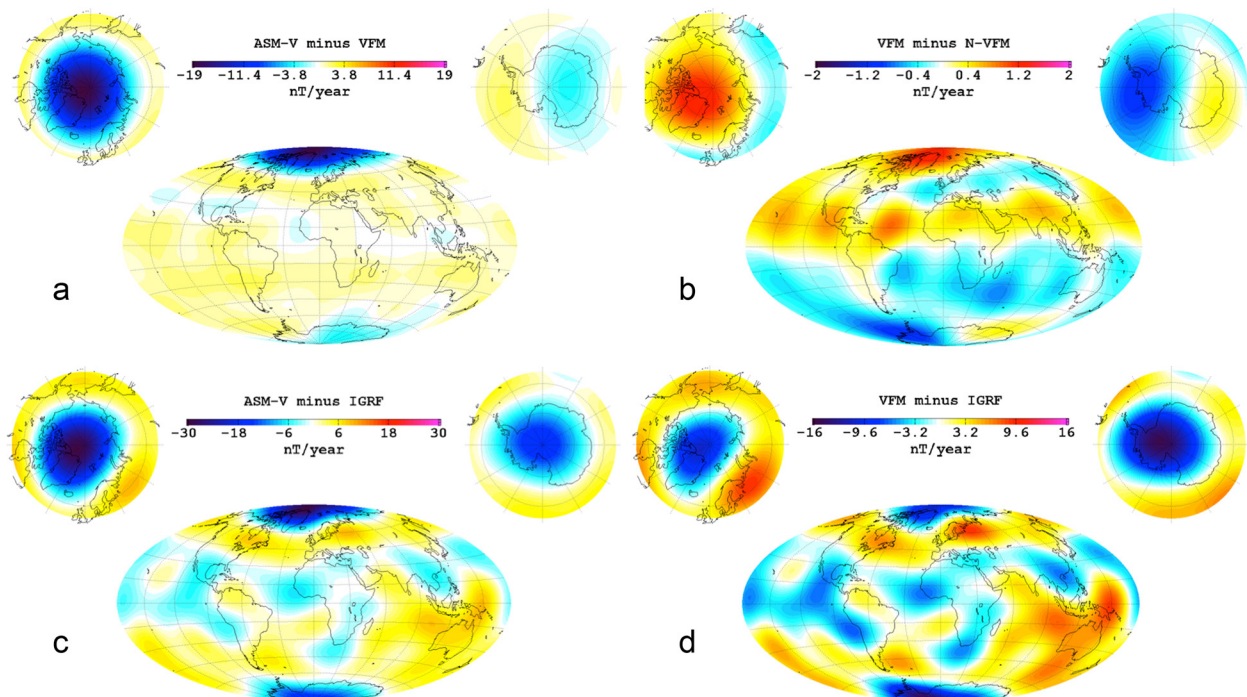 ASM-V minus VFM
-19 -11.4 -3.8 3.8 11.4 19
nT/year
a
VFM minus N-VFM
-2 -1.2 -0.4 0.4 1.2 2
nT/year
b
ASM-V minus IGRF
-30 -18 -6 6 18 30
nT/year
c
VFM minus IGRF
-16 -9.6 -3.2 3.2 9.6 16
nT/year
d